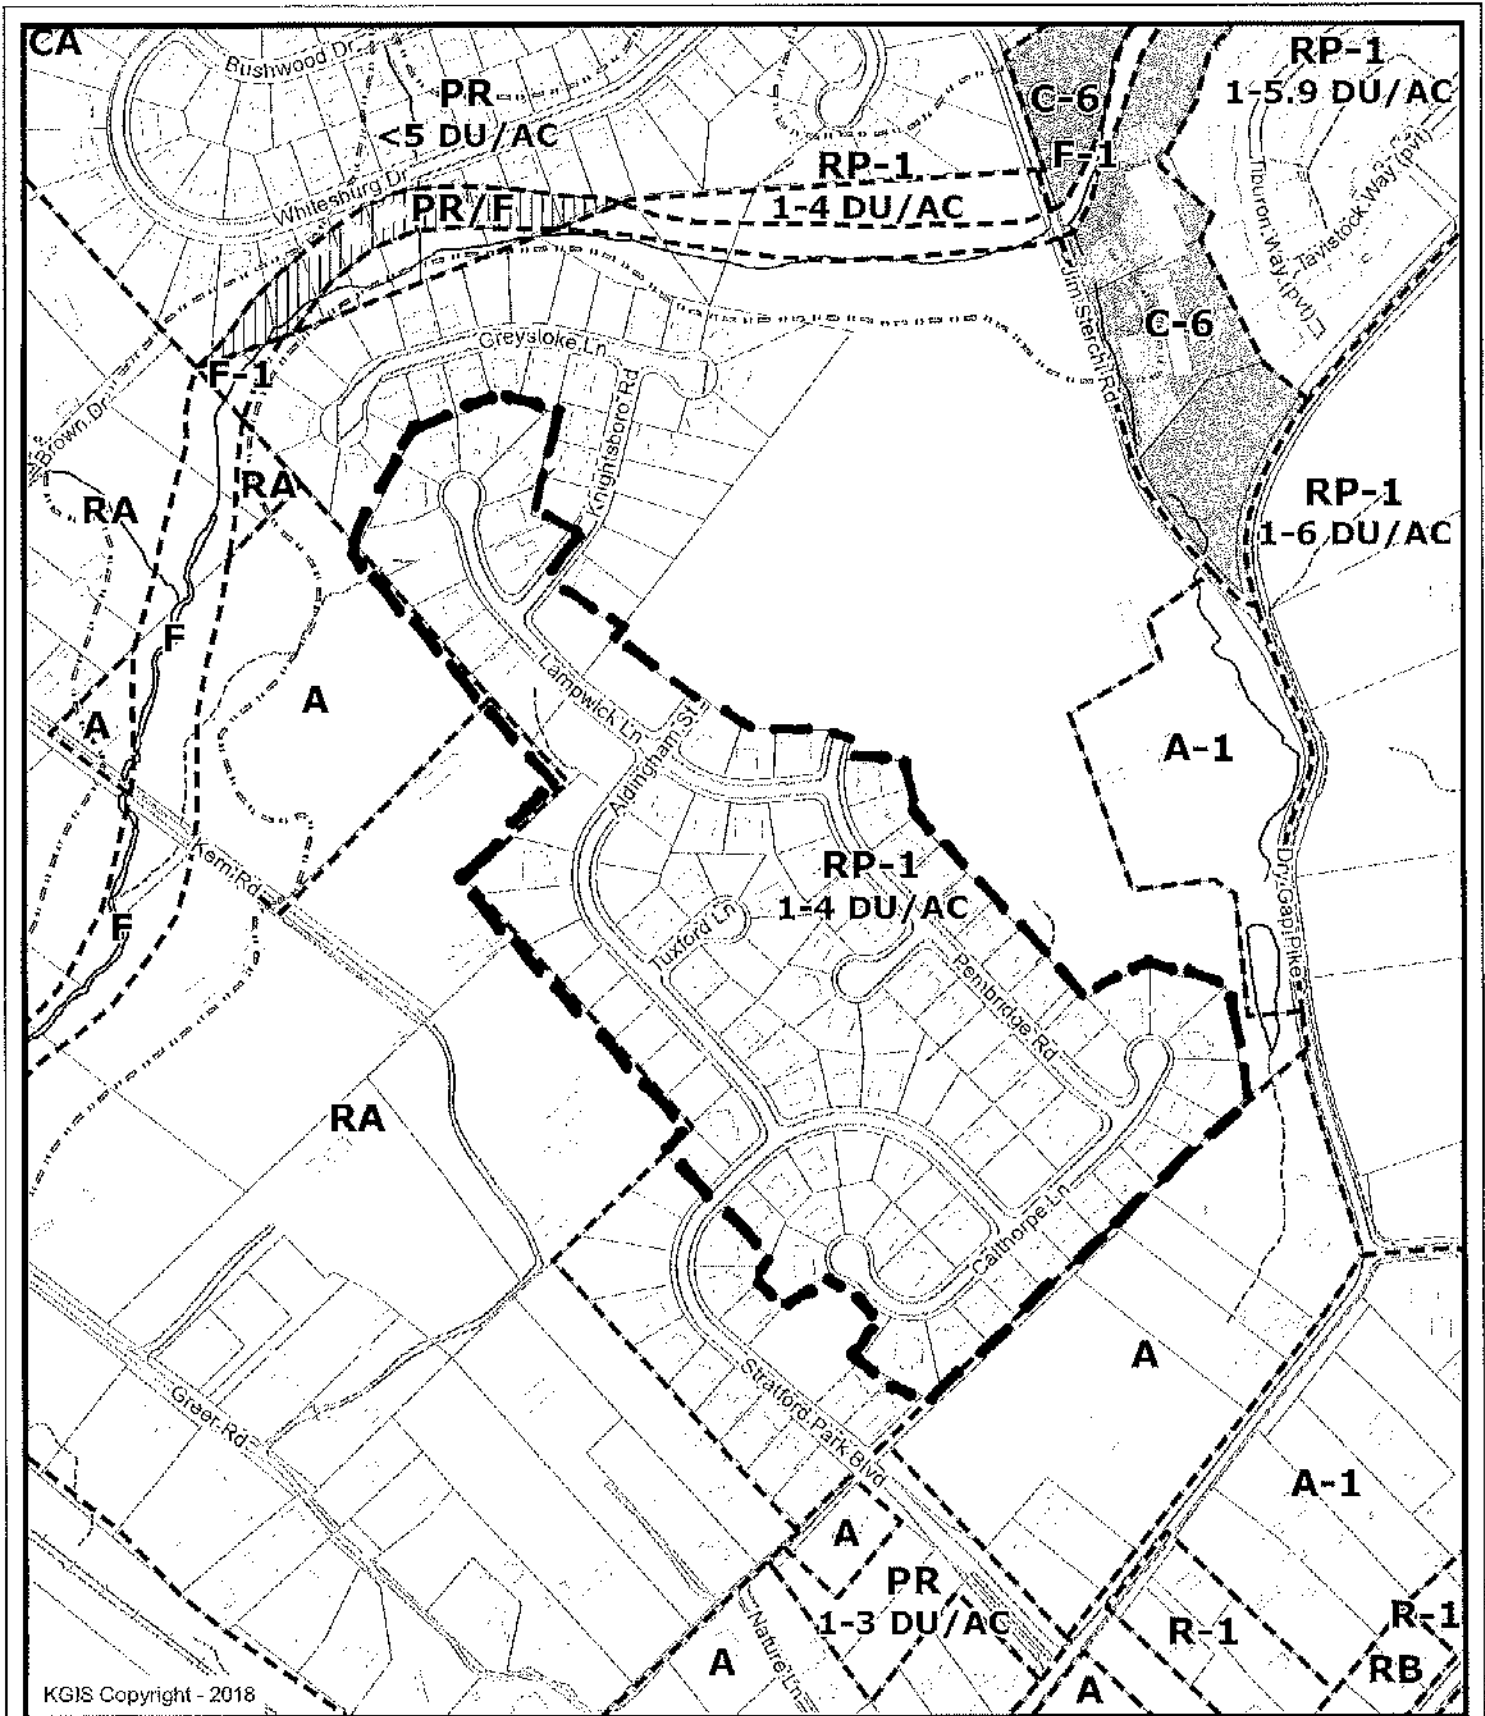 CA
Bushwood Dr
PR
<5 DU/AC
C-6
RP-1
1-5.9 DU/AC
F-1
RP-1
1-4 DU/AC
Whitesburg Dr
PR/F
Tiburon Way (pvt)
Tavistock Way (pvt)
Jim Sterchi Rd
C-6
Greysloke Ln
F-1
Brown Dr
Knightsboro Rd
RA
RA
RP-1
1-6 DU/AC
F
A
A
Lampwick Ln
Aldingham St
A-1
Kern Rd
RP-1
1-4 DU/AC
Dry Gap Pike
F
Tuxford Ln
Pembridge Rd
RA
Calthorpe Ln
A
Greer Rd
Stratford Park Blvd
A-1
A
PR
1-3 DU/AC
R-1
R-1
Nature Ln
A
RB
A
KGIS Copyright - 2018